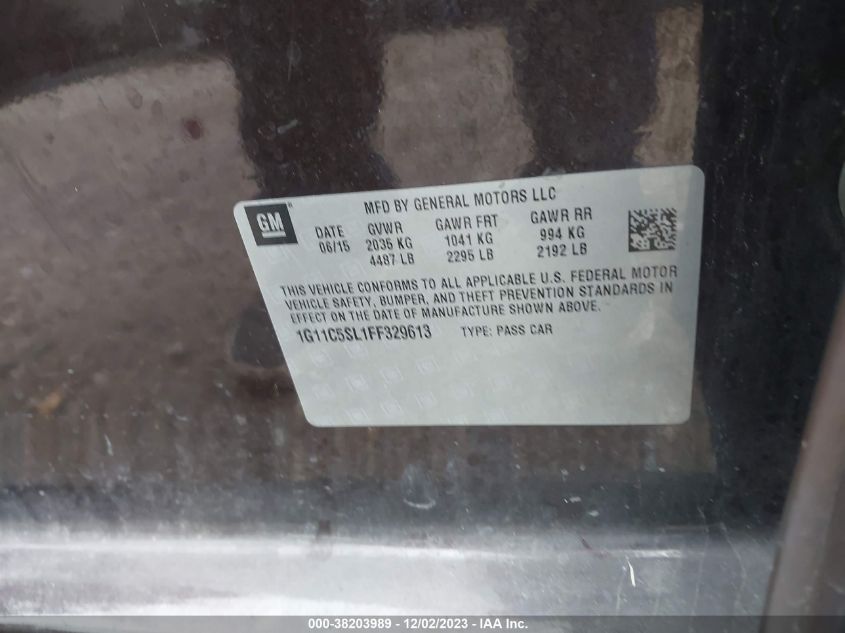 GM
MFD BY GENERAL MOTORS LLC
DATE GVWR GAWR FRT GAWR RR
06/15 2035 KG 1041 KG 994 KG
4487 LB 2295 LB 2192 LB
THIS VEHICLE CONFORMS TO ALL APPLICABLE U.S. FEDERAL MOTOR
VEHICLE SAFETY, BUMPER, AND THEFT PREVENTION STANDARDS IN
EFFECT ON THE DATE OF MANUFACTURE SHOWN ABOVE.
1G11C5SL1FF329613 TYPE: PASS CAR
000-38203989 - 12/02/2023 - IAA Inc.